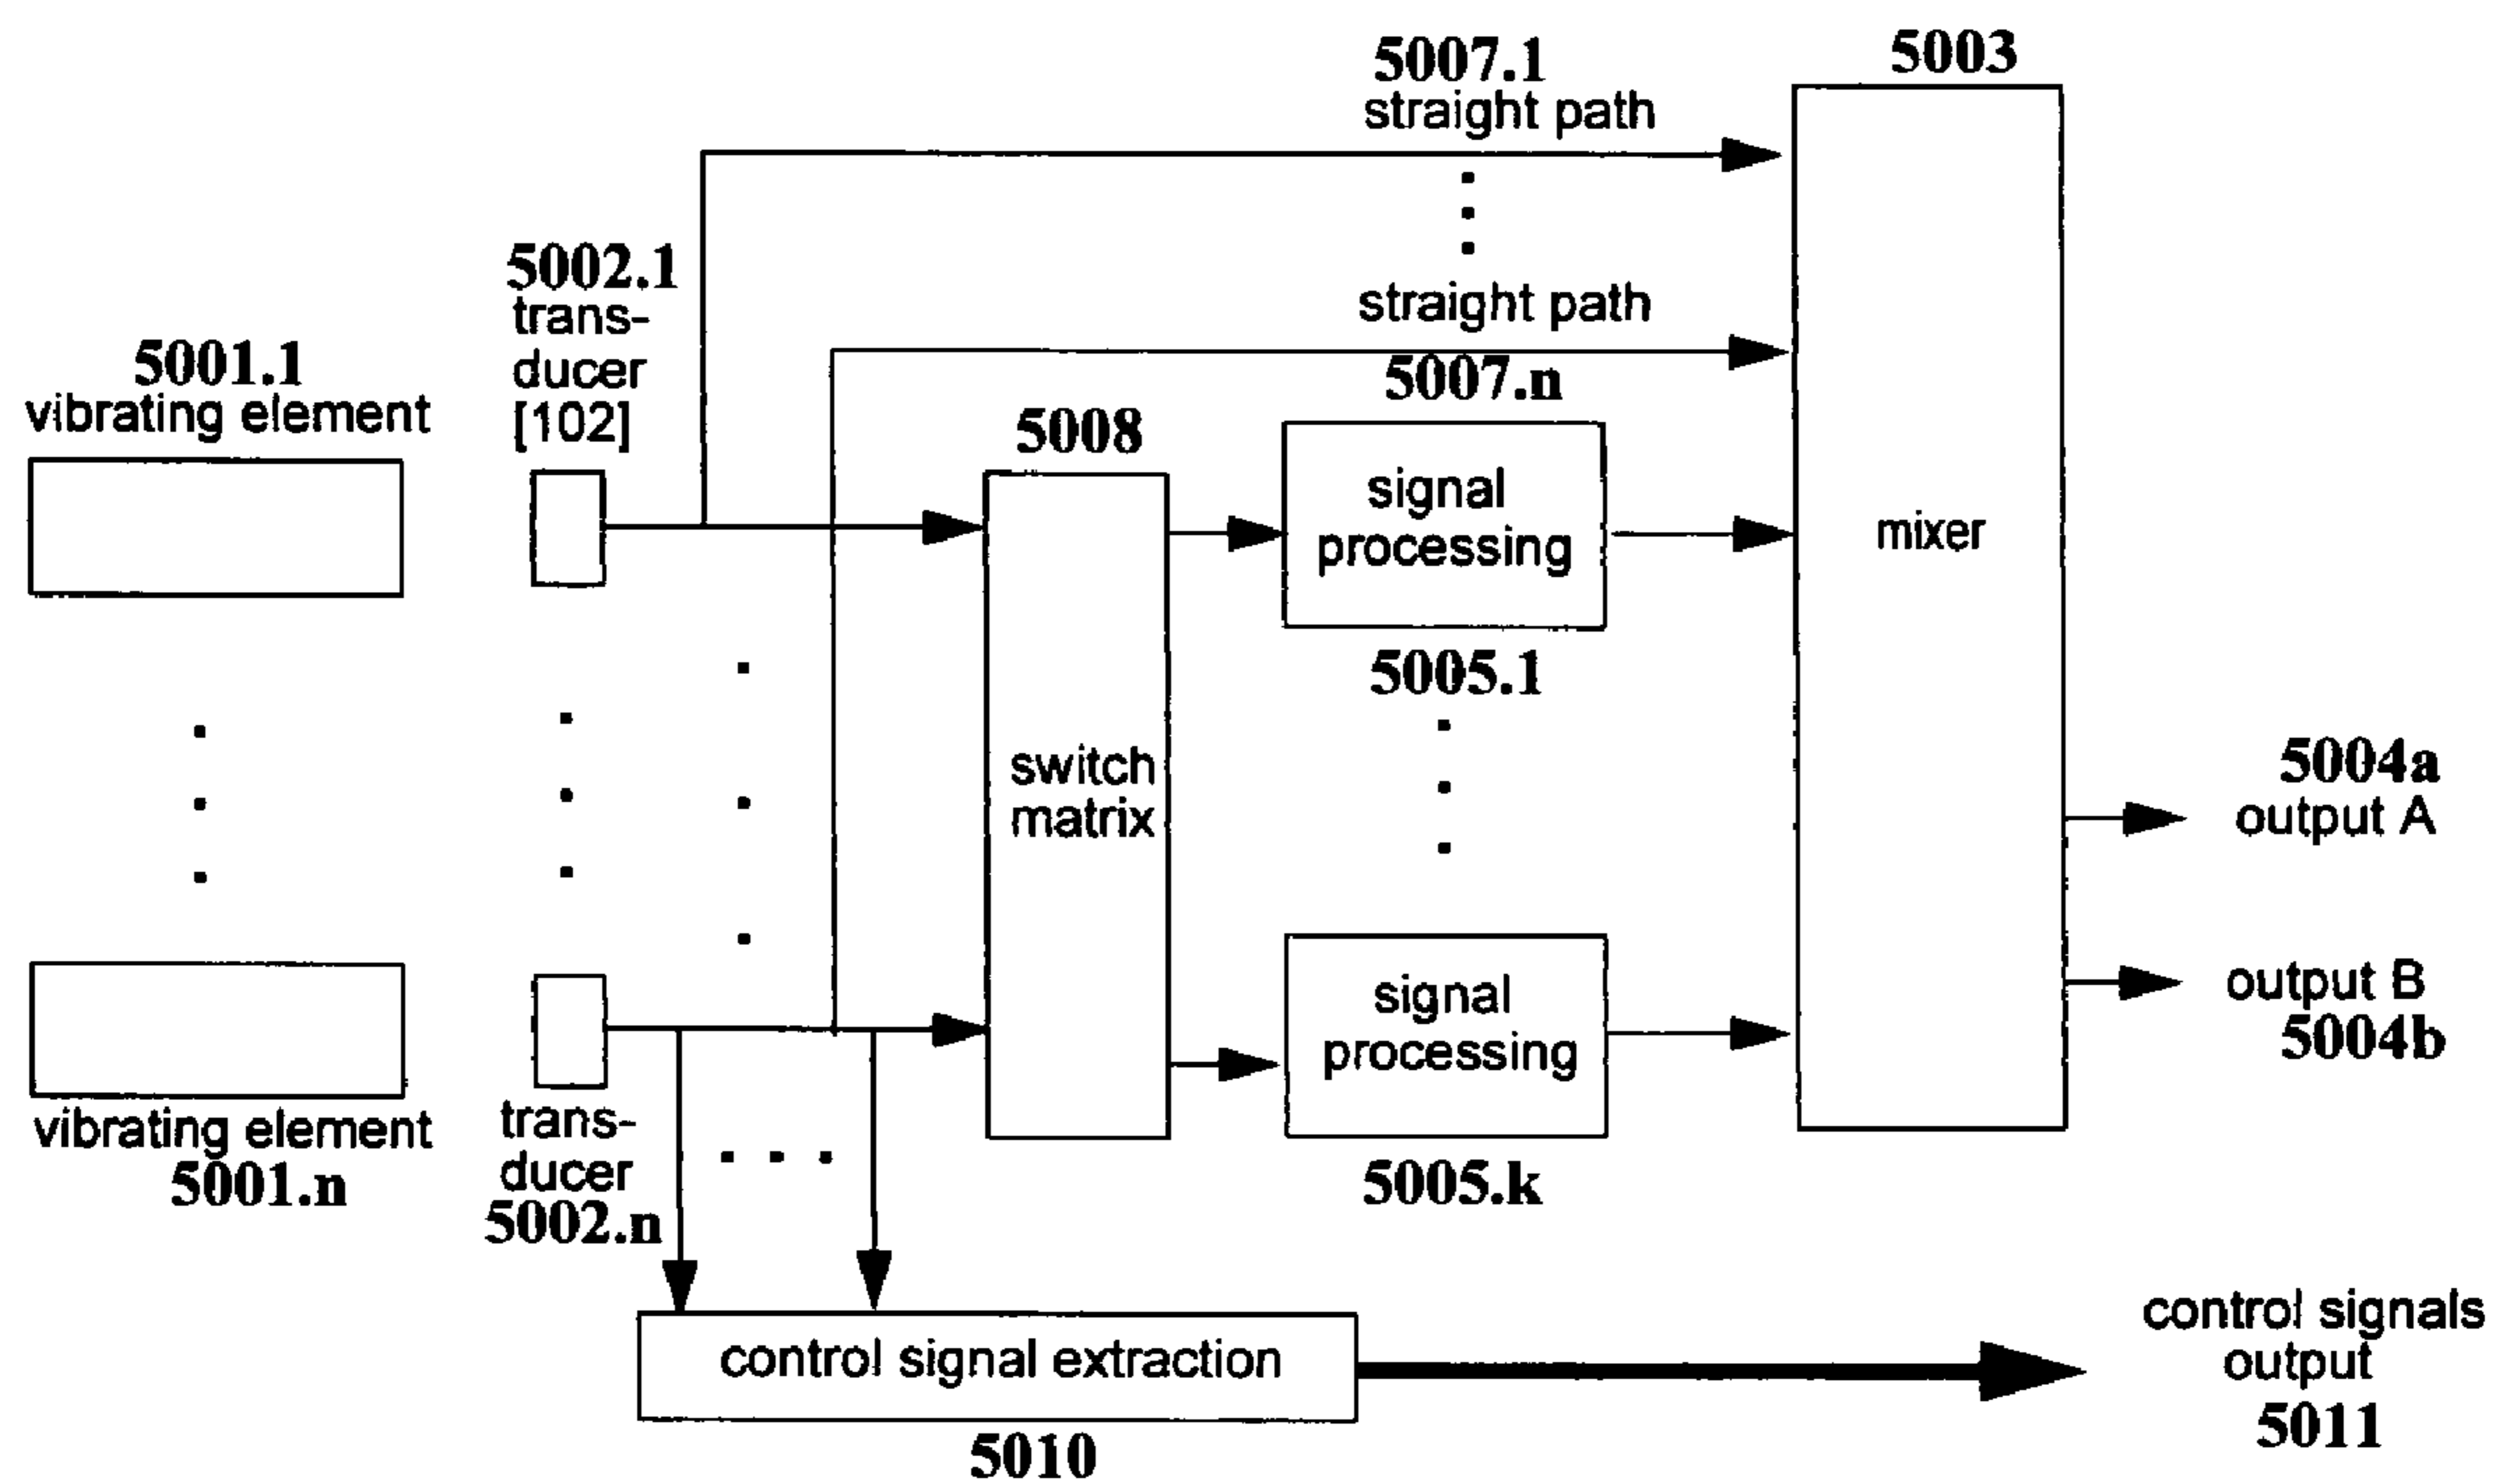 5007.1
straight path
5003
5002.1
trans-
ducer
[102]
straight path
5007.n
5001.1
vibrating element
5008
signal
processing
mixer
5005.1
switch
matrix
5004a
output A
output B
5004b
signal
processing
vibrating element
5001.n
trans-
ducer
5002.n
5005.k
control signal extraction
5010
control signals
output
5011